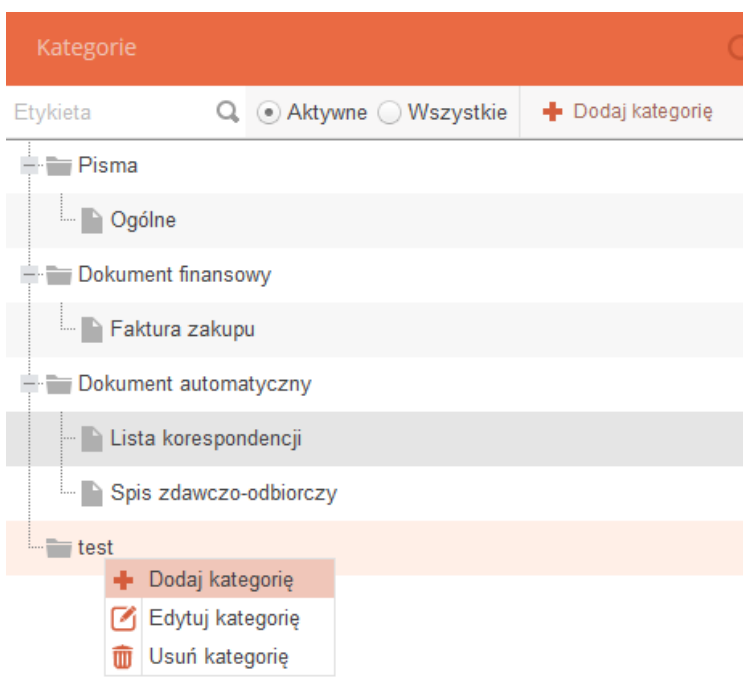 Kategorie
Etykieta Aktywne Wszystkie Dodaj kategorię
Pisma
Ogólne
Dokument finansowy
Faktura zakupu
Dokument automatyczny
Lista korespondencji
Spis zdawczo-odbiorczy
test
Dodaj kategorię
Edytuj kategorię
Usuń kategorię